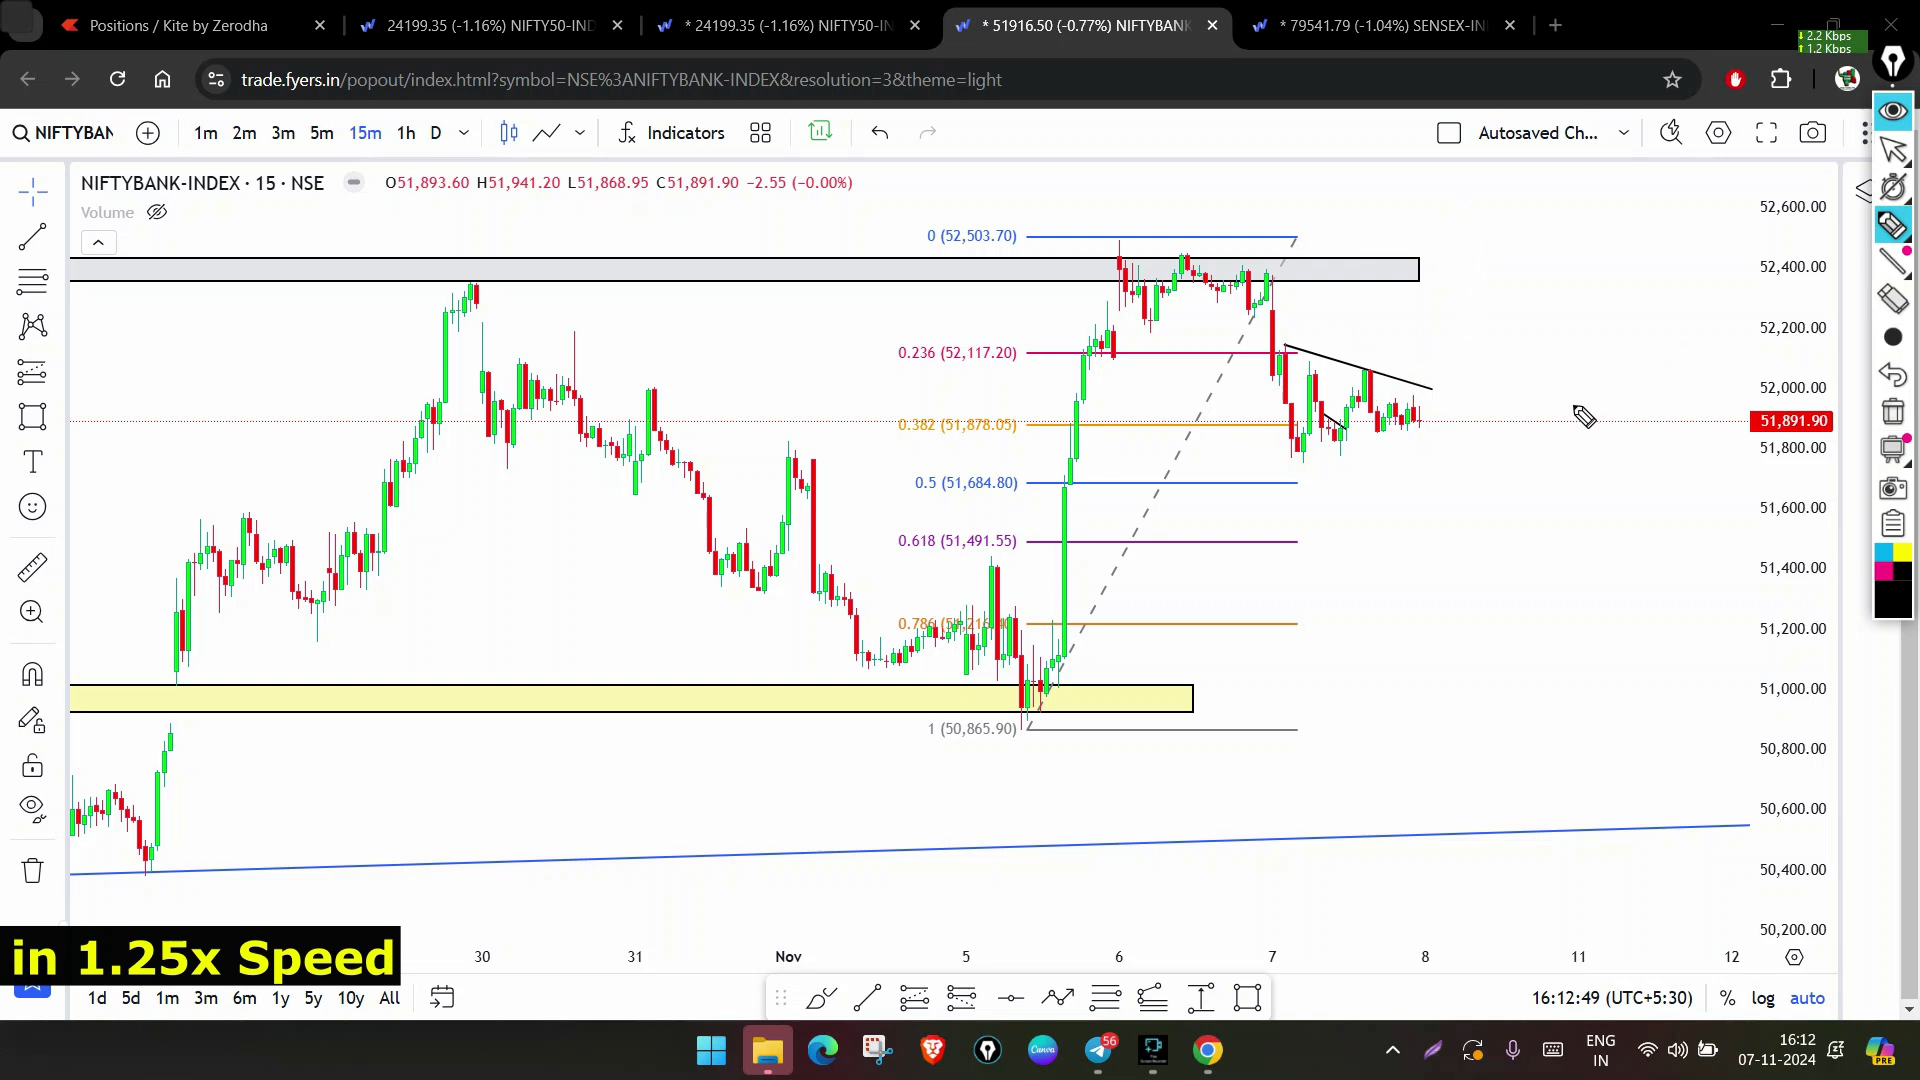 Positions / Kite by Zerodha
24199.35 (-1.16%) NIFTY50-IND
* 24199.35 (-1.16%) NIFTY50-IN
* 51916.50 (-0.77%) NIFTYBANK
* 79541.79 (-1.04%) SENSEX-IN
2.2 Kbps
1.2 Kbps
trade.fyers.in/popout/index.html?symbol=NSE%3ANIFTYBANK-INDEX&resolution=3&theme=light
NIFTYBAN
1m 2m 3m 5m 15m 1h D
Indicators
Autosaved Ch...
NIFTYBANK-INDEX · 15 · NSE
O51,893.60 H51,941.20 L51,868.95 C51,891.90 −2.55 (−0.00%)
Volume
0 (52,503.70)
0.236 (52,117.20)
0.382 (51,878.05)
0.5 (51,684.80)
0.618 (51,491.55)
1 (50,865.90)
52,600.00
52,400.00
52,200.00
52,000.00
51,891.90
51,800.00
51,600.00
51,400.00
51,200.00
51,000.00
50,800.00
50,600.00
50,400.00
50,200.00
in 1.25x Speed
30 31 Nov 5 6 7 8 11 12
1d 5d 1m 3m 6m 1y 5y 10y All
16:12:49 (UTC+5:30) % log auto
56
Canva
ENG
IN
16:12
07-11-2024
PRE